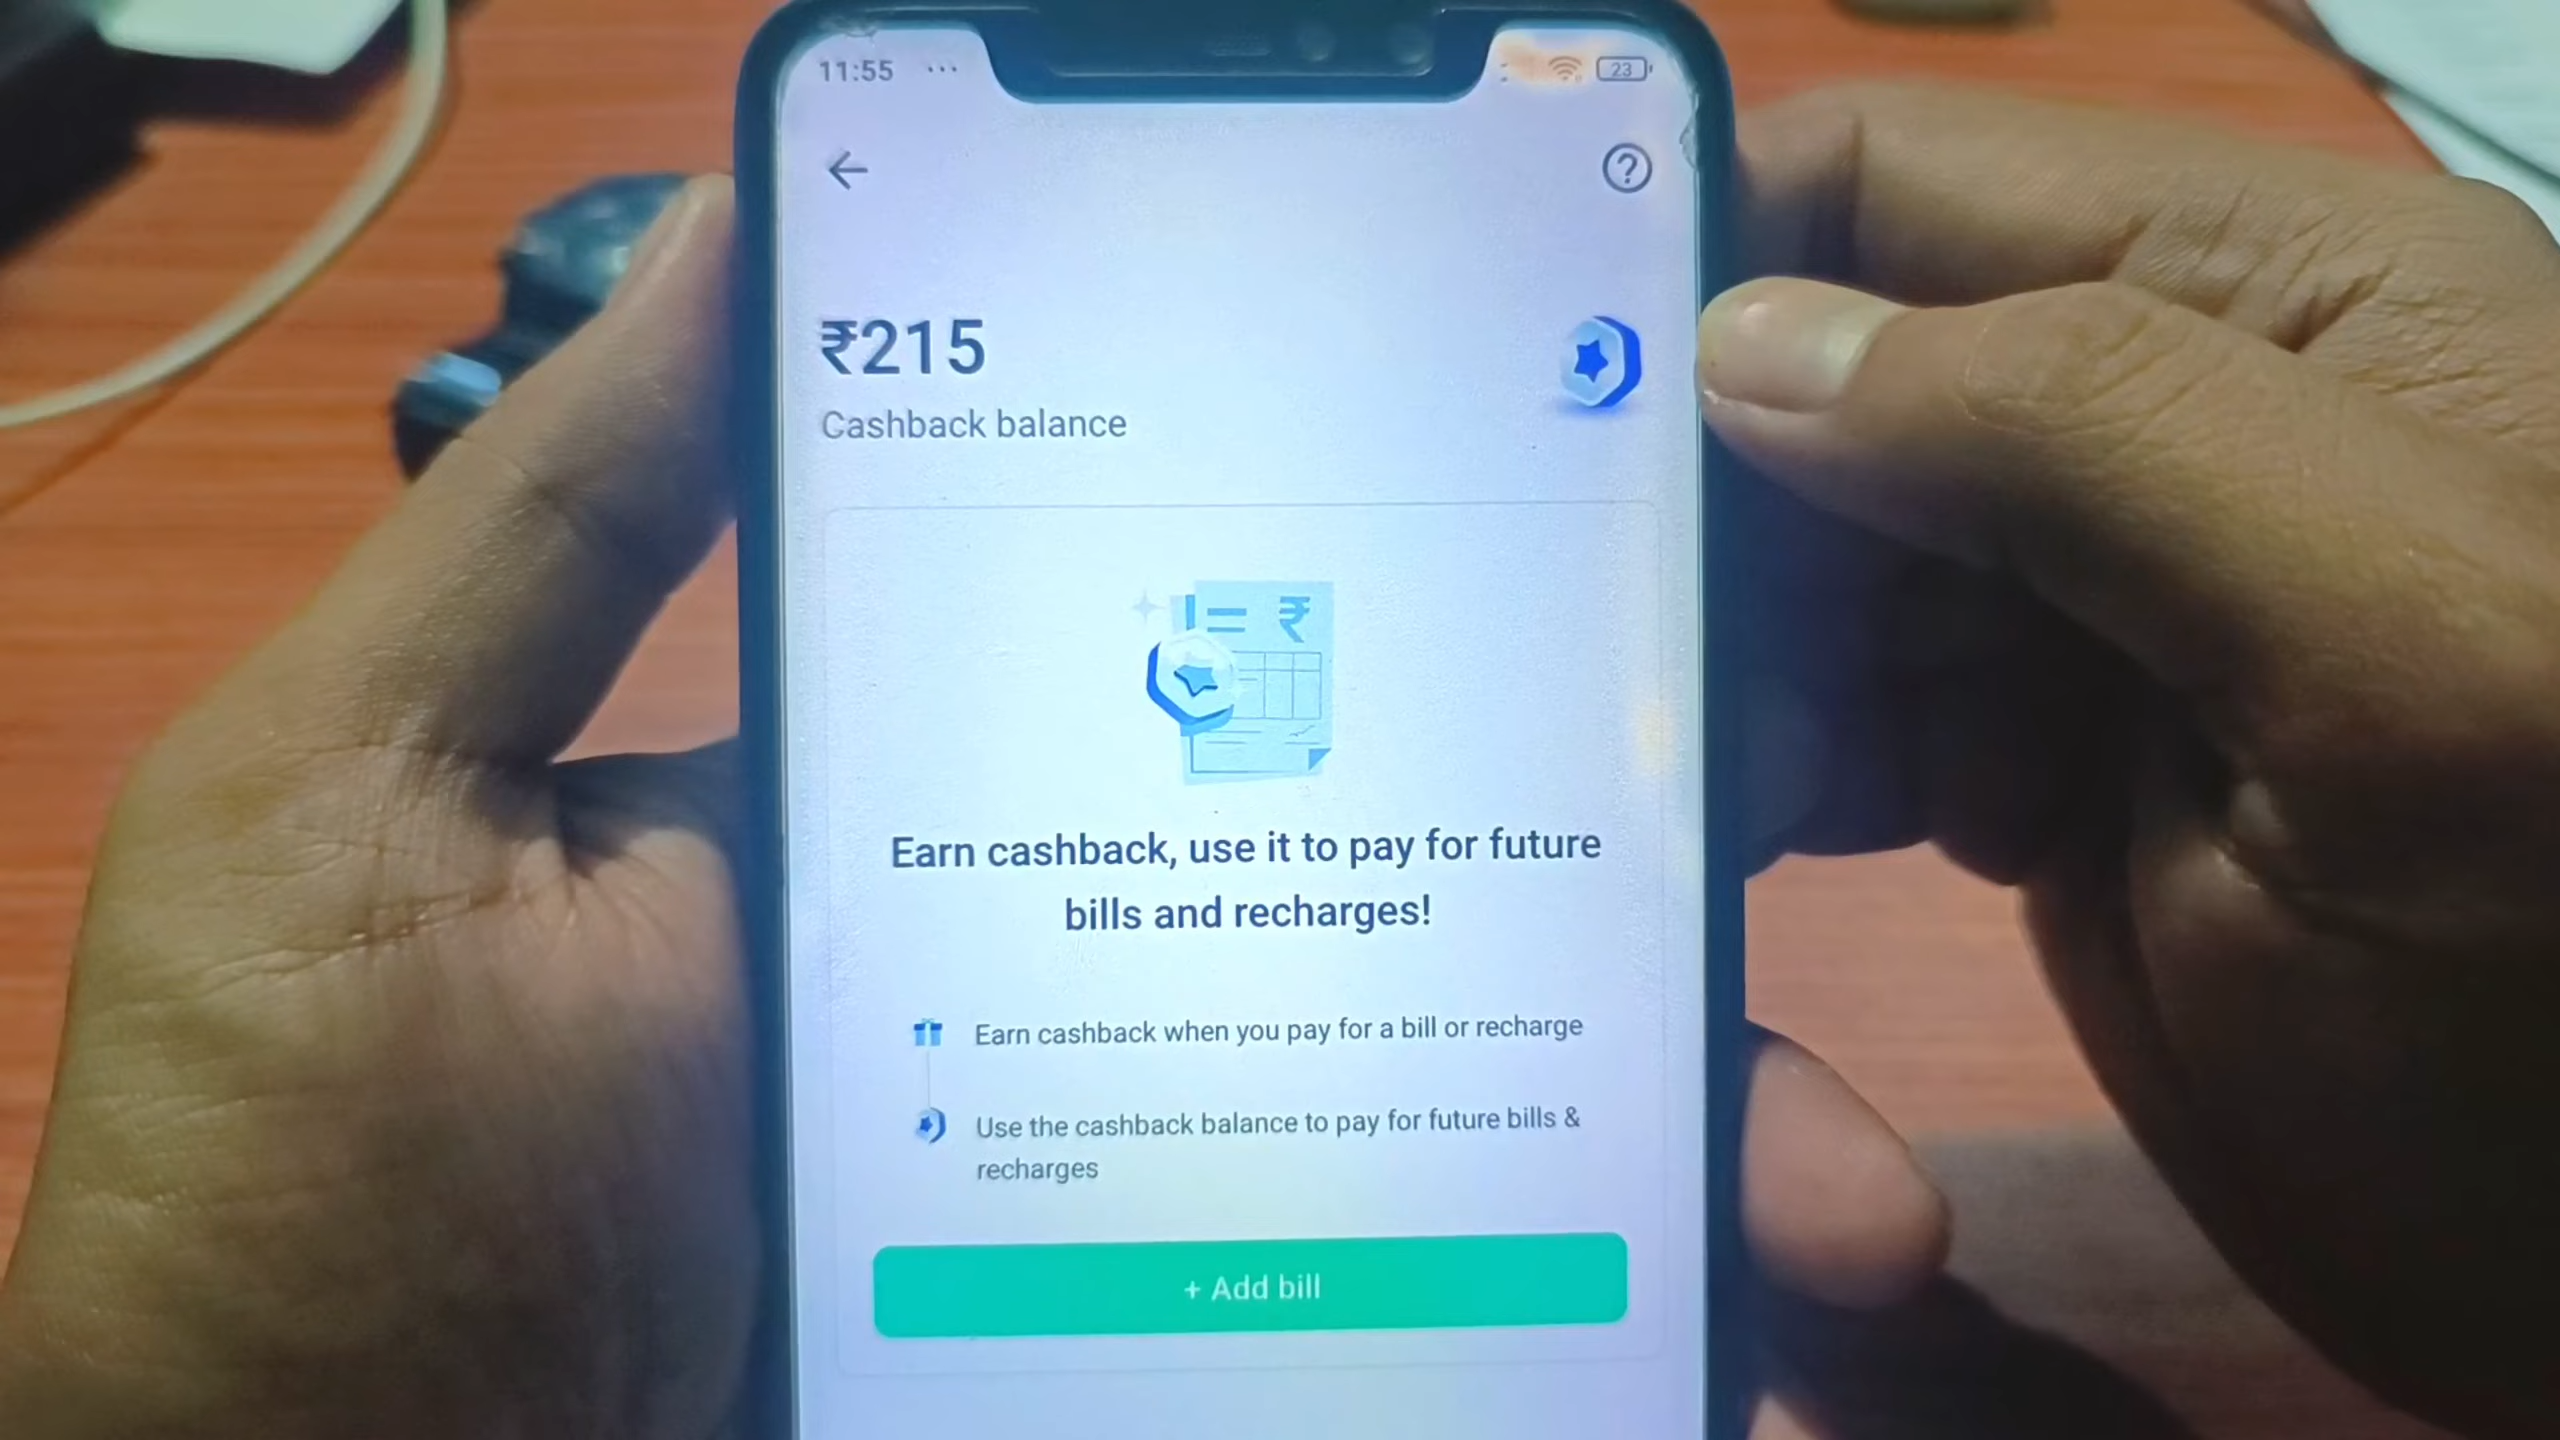 11:55 ...
23
₹215
Cashback balance
₹
Earn cashback, use it to pay for future
bills and recharges!
Earn cashback when you pay for a bill or recharge
Use the cashback balance to pay for future bills &
recharges
+ Add bill